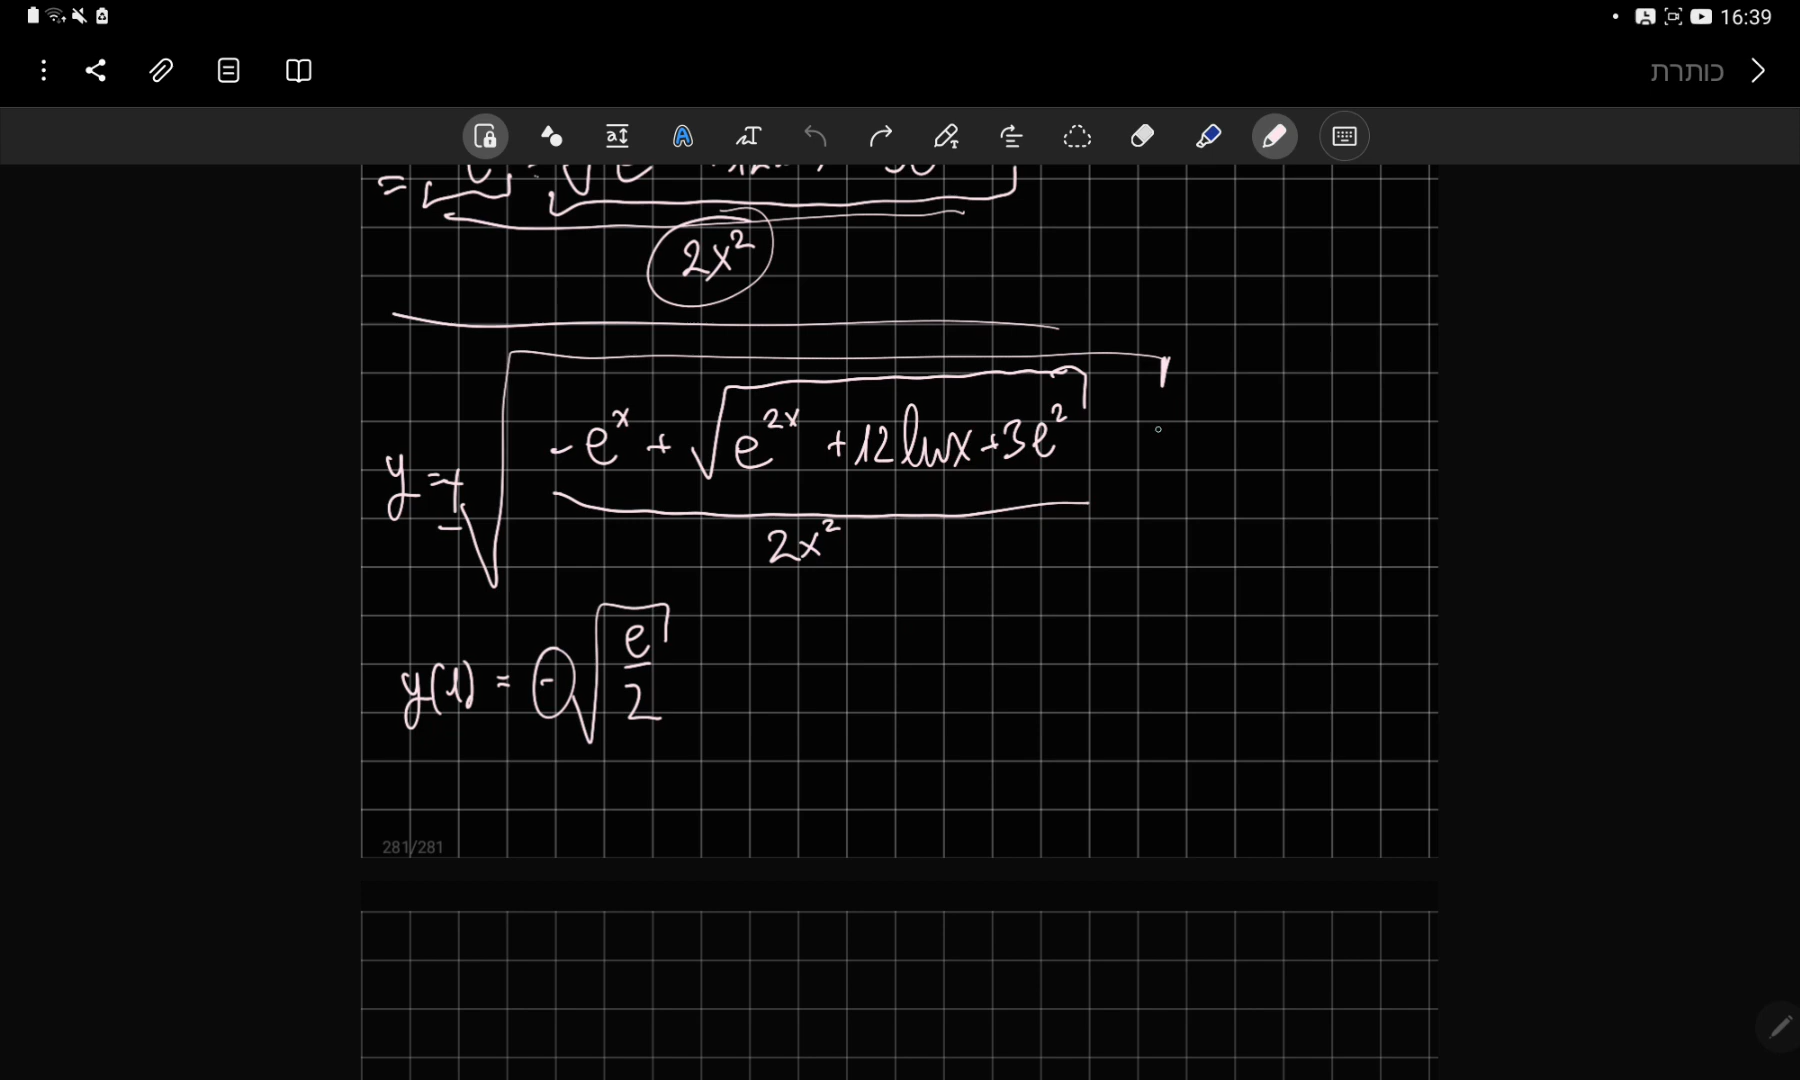 16:39
כותרת
=
2x²
y = ± √( (-eˣ + √(e²ˣ + 12lnx + 3e²)) / 2x² )
y(1) = -√(e/2)
281/281